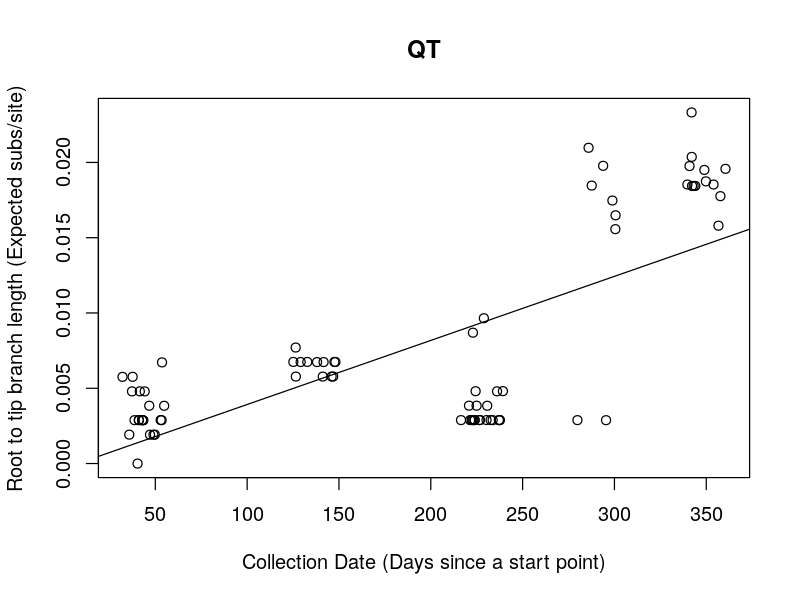 QT
Root to tip branch length (Expected subs/site)
0.020
0.015
0.010
0.005
0.000
50 100 150 200 250 300 350
Collection Date (Days since a start point)